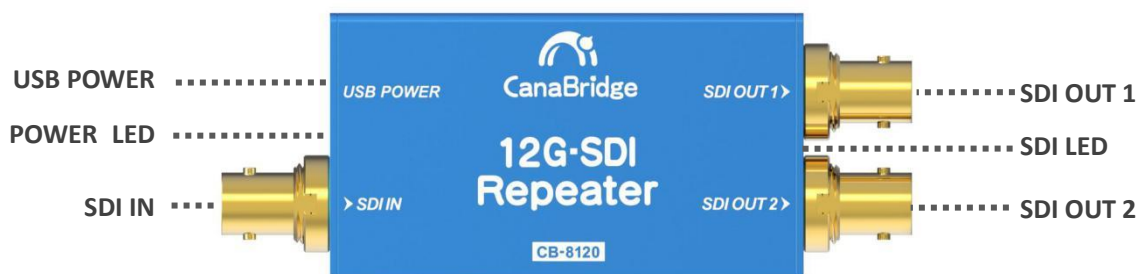 USB POWER
POWER LED
SDI IN
USB POWER
SDI IN
CanaBridge
12G-SDI
Repeater
CB-8120
SDI OUT 1
SDI OUT 2
SDI OUT 1
SDI LED
SDI OUT 2